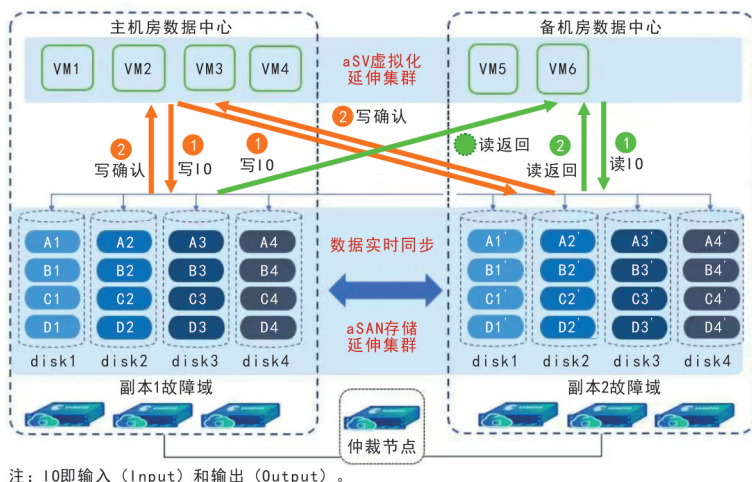 主机房数据中心
备机房数据中心
VM1
VM2
VM3
VM4
aSV虚拟化
延伸集群
VM5
VM6
2
写确认
1
写IO
1
写IO
2
写确认
读返回
2
读返回
1
读IO
A1
A2
A3
A4
B1
B2
B3
B4
C1
C2
C3
C4
D1
D2
D3
D4
disk1
disk2
disk3
disk4
数据实时同步
aSAN存储
延伸集群
A1'
A2'
A3'
A4'
B1'
B2'
B3'
B4'
C1'
C2'
C3'
C4'
D1'
D2'
D3'
D4'
disk1
disk2
disk3
disk4
副本1故障域
副本2故障域
仲裁节点
注：IO即输入（Input）和输出（Output）。